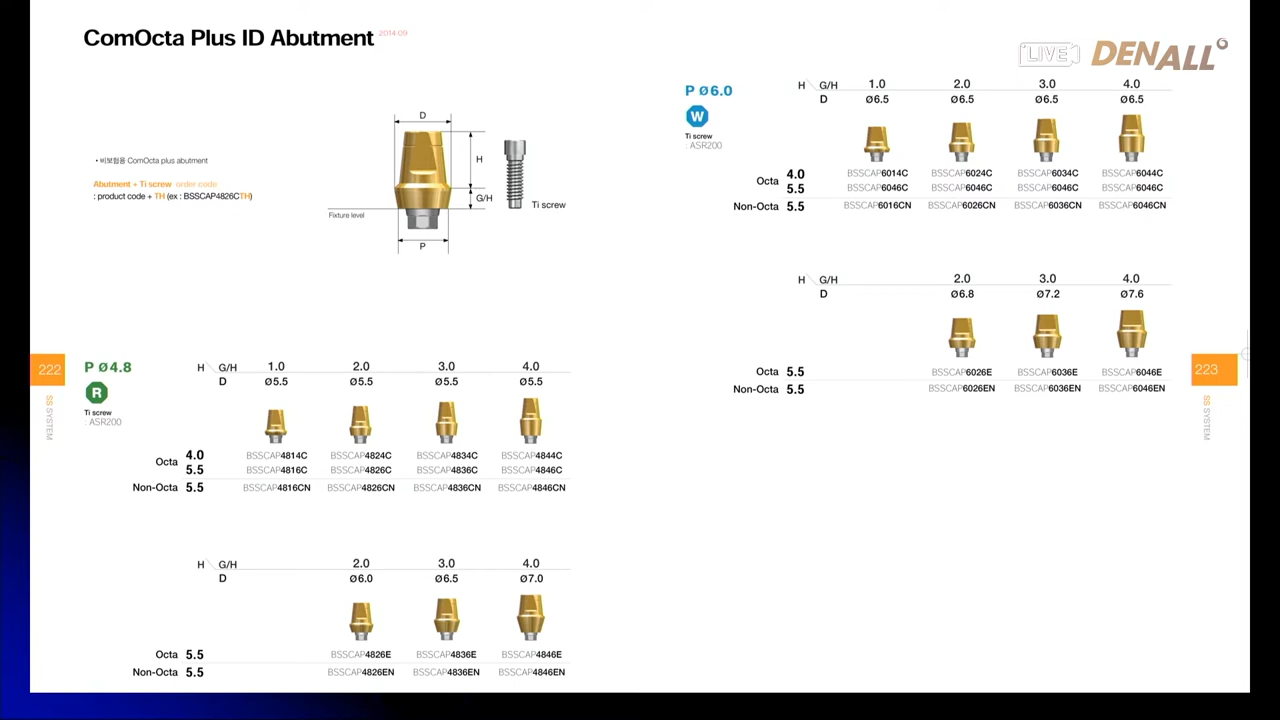 ComOcta Plus ID Abutment 2014.09
LIVE DENALL
• 비보험용 ComOcta plus abutment
Abutment + Ti screw order code
: product code + TH (ex : BSSCAP4826CTH)
D
H
G/H
Fixture level
P
Ti screw
222
SS SYSTEM
P Ø4.8
R
Ti screw
: ASR200
H G/H 1.0 2.0 3.0 4.0
D Ø5.5 Ø5.5 Ø5.5 Ø5.5
Octa
4.0 BSSCAP4814C BSSCAP4824C BSSCAP4834C BSSCAP4844C
5.5 BSSCAP4816C BSSCAP4826C BSSCAP4836C BSSCAP4846C
Non-Octa 5.5 BSSCAP4816CN BSSCAP4826CN BSSCAP4836CN BSSCAP4846CN
H G/H 2.0 3.0 4.0
D Ø6.0 Ø6.5 Ø7.0
Octa 5.5 BSSCAP4826E BSSCAP4836E BSSCAP4846E
Non-Octa 5.5 BSSCAP4826EN BSSCAP4836EN BSSCAP4846EN
P Ø6.0
W
Ti screw
: ASR200
H G/H 1.0 2.0 3.0 4.0
D Ø6.5 Ø6.5 Ø6.5 Ø6.5
Octa
4.0 BSSCAP6014C BSSCAP6024C BSSCAP6034C BSSCAP6044C
5.5 BSSCAP6046C BSSCAP6046C BSSCAP6046C BSSCAP6046C
Non-Octa 5.5 BSSCAP6016CN BSSCAP6026CN BSSCAP6036CN BSSCAP6046CN
H G/H 2.0 3.0 4.0
D Ø6.8 Ø7.2 Ø7.6
Octa 5.5 BSSCAP6026E BSSCAP6036E BSSCAP6046E
Non-Octa 5.5 BSSCAP6026EN BSSCAP6036EN BSSCAP6046EN
223
SS SYSTEM